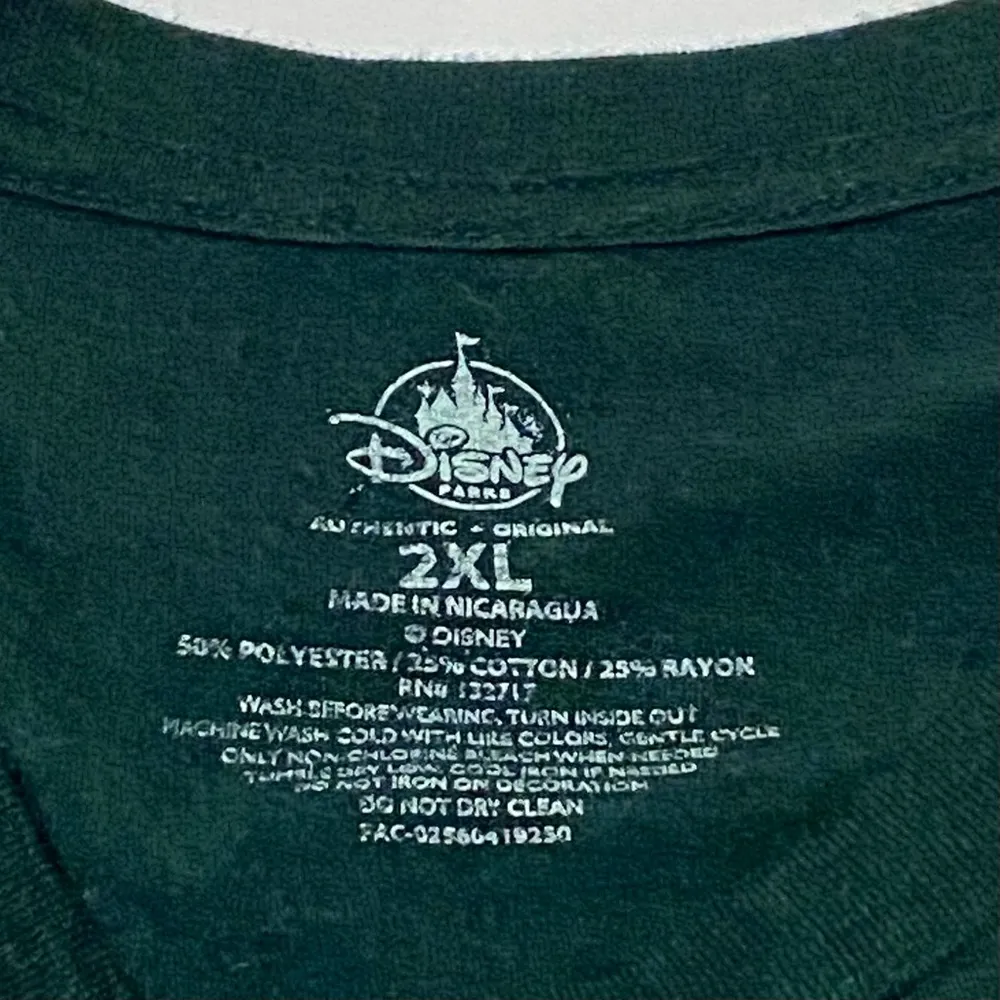 Disney
PARKS
AUTHENTIC • ORIGINAL
2XL
MADE IN NICARAGUA
© DISNEY
50% POLYESTER / 25% COTTON / 25% RAYON
RN# 132717
WASH BEFORE WEARING, TURN INSIDE OUT
MACHINE WASH COLD WITH LIKE COLORS, GENTLE CYCLE
ONLY NON-CHLORINE BLEACH WHEN NEEDED
TUMBLE DRY LOW, COOL IRON IF NEEDED
DO NOT IRON ON DECORATION
DO NOT DRY CLEAN
FAC-02560419250